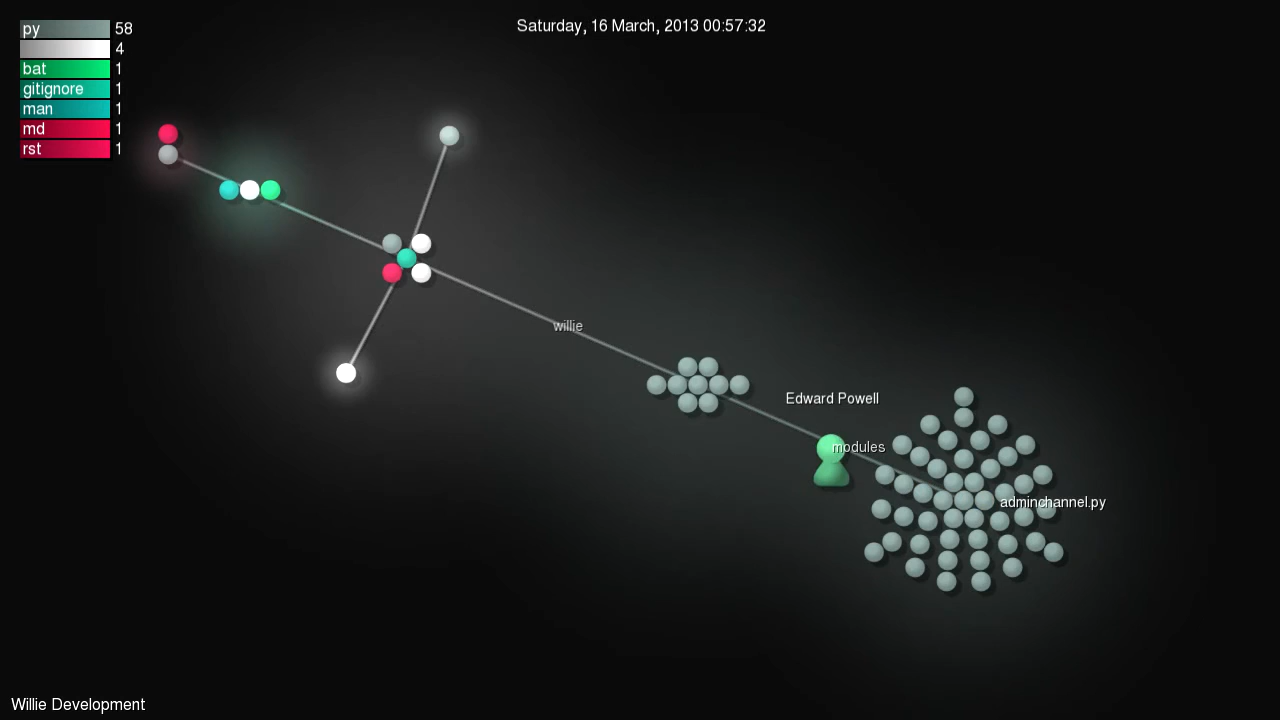 Saturday, 16 March, 2013 00:57:32
py 58
4
bat 1
gitignore 1
man 1
md 1
rst 1
willie
Edward Powell
modules
adminchannel.py
Willie Development